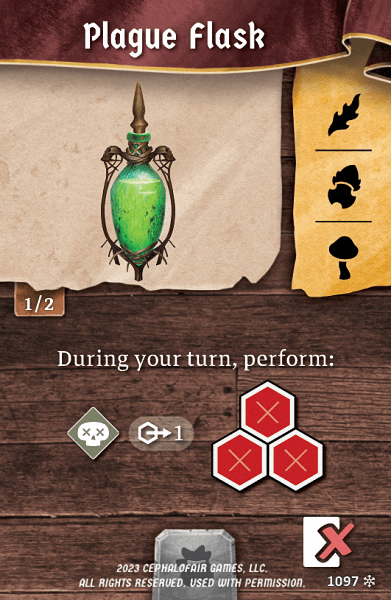 Plague Flask
1/2
During your turn, perform:
1
2023 CEPHALOFAIR GAMES, LLC.
ALL RIGHTS RESERVED. USED WITH PERMISSION.
1097